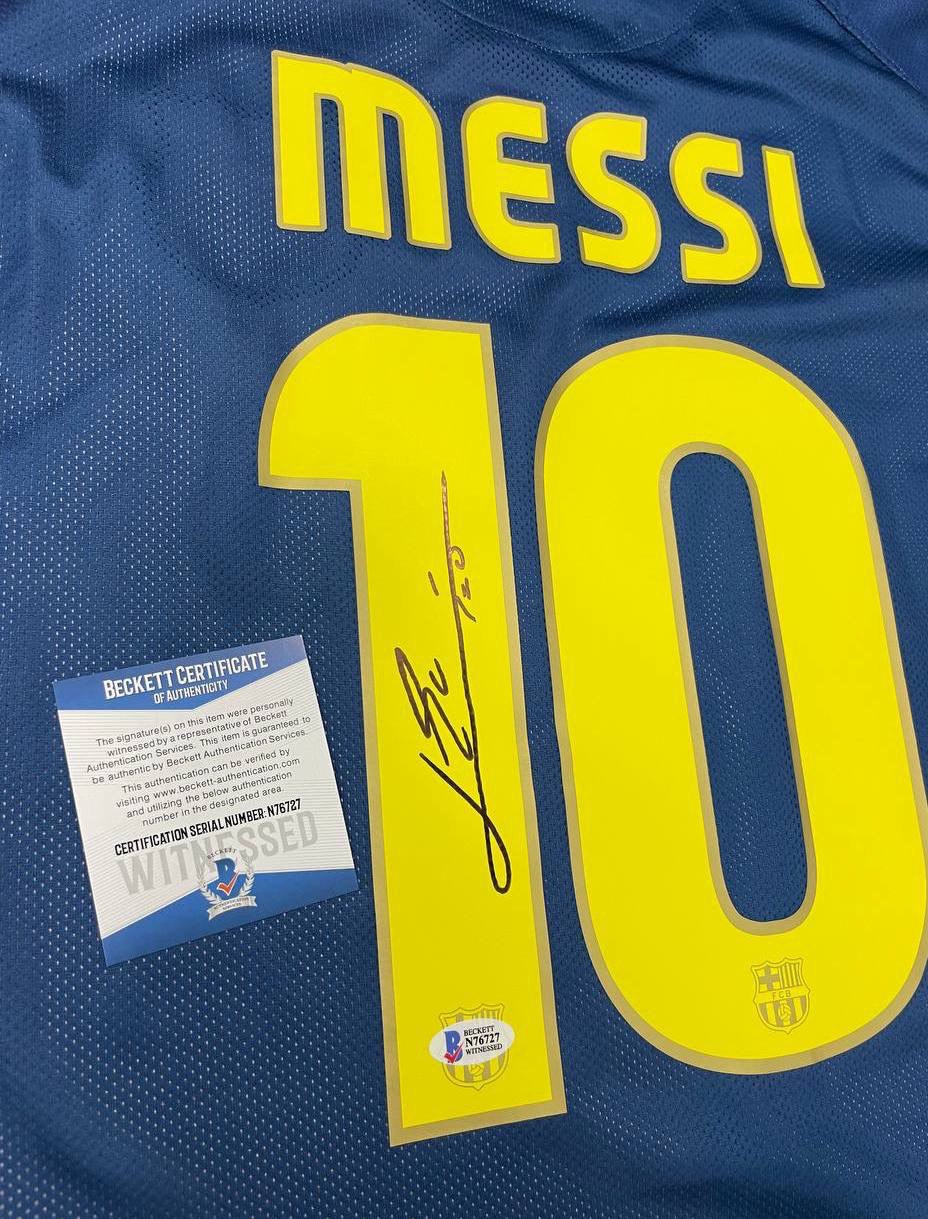 MESSI
10
BECKETT CERTIFICATE
OF AUTHENTICITY
The signature(s) on this item were personally
witnessed by a representative of Beckett
Authentication Services. This item is guaranteed to
be authentic by Beckett Authentication Services.
This authentication can be verified by
visiting www.beckett-authentication.com
and utilizing the below authentication
number in the designated area.
CERTIFICATION SERIAL NUMBER: N76727
WITNESSED
BECKETT
B
AUTHENTICATION
SERVICES
B
BECKETT
N76727
WITNESSED
FCB